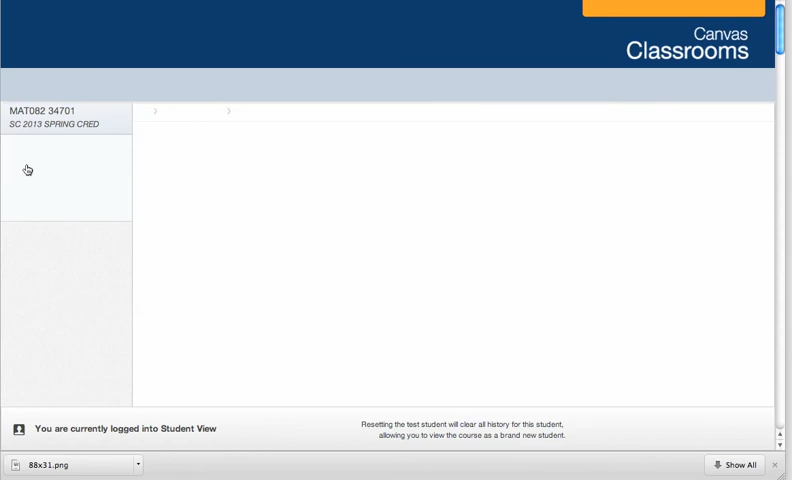 Canvas
Classrooms
MAT082 34701
SC 2013 SPRING CRED
You are currently logged into Student View
Resetting the test student will clear all history for this student,
allowing you to view the course as a brand new student.
88x31.png
Show All